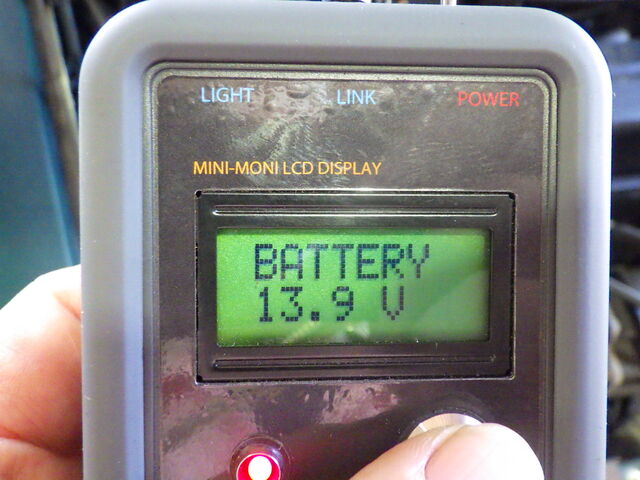 LIGHT LINK POWER
MINI-MONI LCD DISPLAY
BATTERY
13.9 V